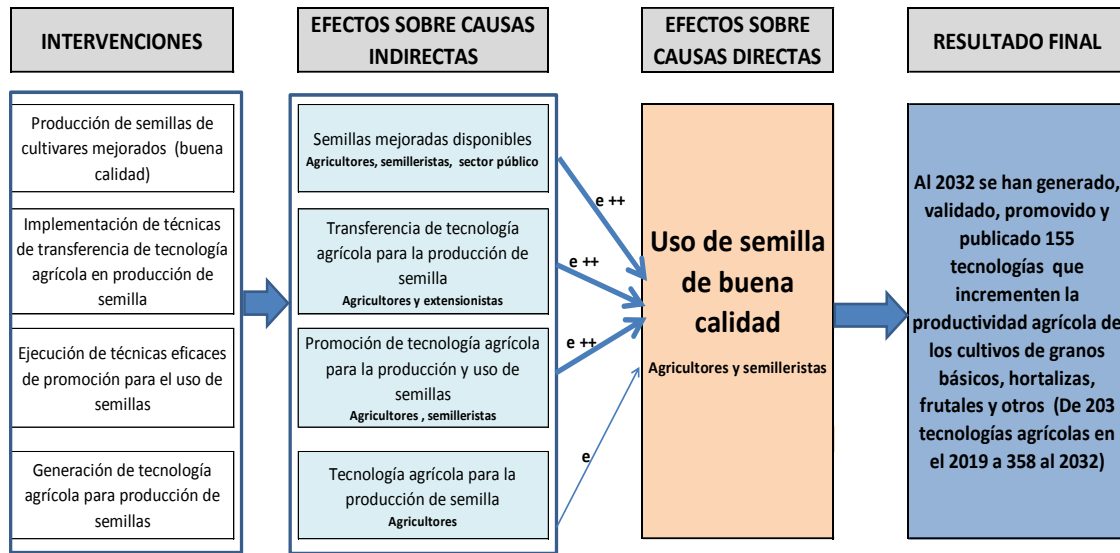 INTERVENCIONES
EFECTOS SOBRE CAUSAS
INDIRECTAS
EFECTOS SOBRE
CAUSAS DIRECTAS
RESULTADO FINAL
Producción de semillas de
cultivares mejorados (buena
calidad)
Implementación de técnicas
de transferencia de tecnología
agrícola en producción de
semilla
Ejecución de técnicas eficaces
de promoción para el uso de
semillas
Generación de tecnología
agrícola para producción de
semillas
Semillas mejoradas disponibles
Agricultores, semilleristas, sector público
Transferencia de tecnología
agrícola para la producción de
semilla
Agricultores y extensionistas
Promoción de tecnología agrícola
para la producción y uso de
semillas
Agricultores , semilleristas
Tecnología agrícola para la
producción de semilla
Agricultores
e ++
e ++
e ++
e
Uso de semilla
de buena
calidad
Agricultores y semilleristas
Al 2032 se han generado,
validado, promovido y
publicado 155
tecnologías que
incrementen la
productividad agrícola de
los cultivos de granos
básicos, hortalizas,
frutales y otros (De 203
tecnologías agrícolas en
el 2019 a 358 al 2032)